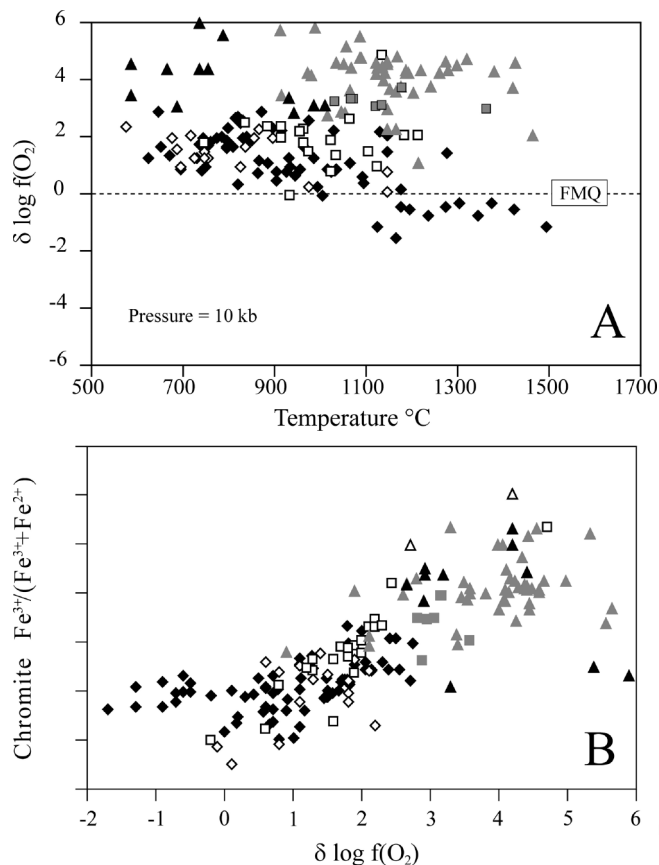 6
4
2
0
-2
-4
-6
δ log f(O₂)
FMQ
Pressure = 10 kb
A
500 700 900 1100 1300 1500 1700
Temperature °C
Chromite Fe³⁺/(Fe³⁺+Fe²⁺)
B
-2 -1 0 1 2 3 4 5 6
δ log f(O₂)